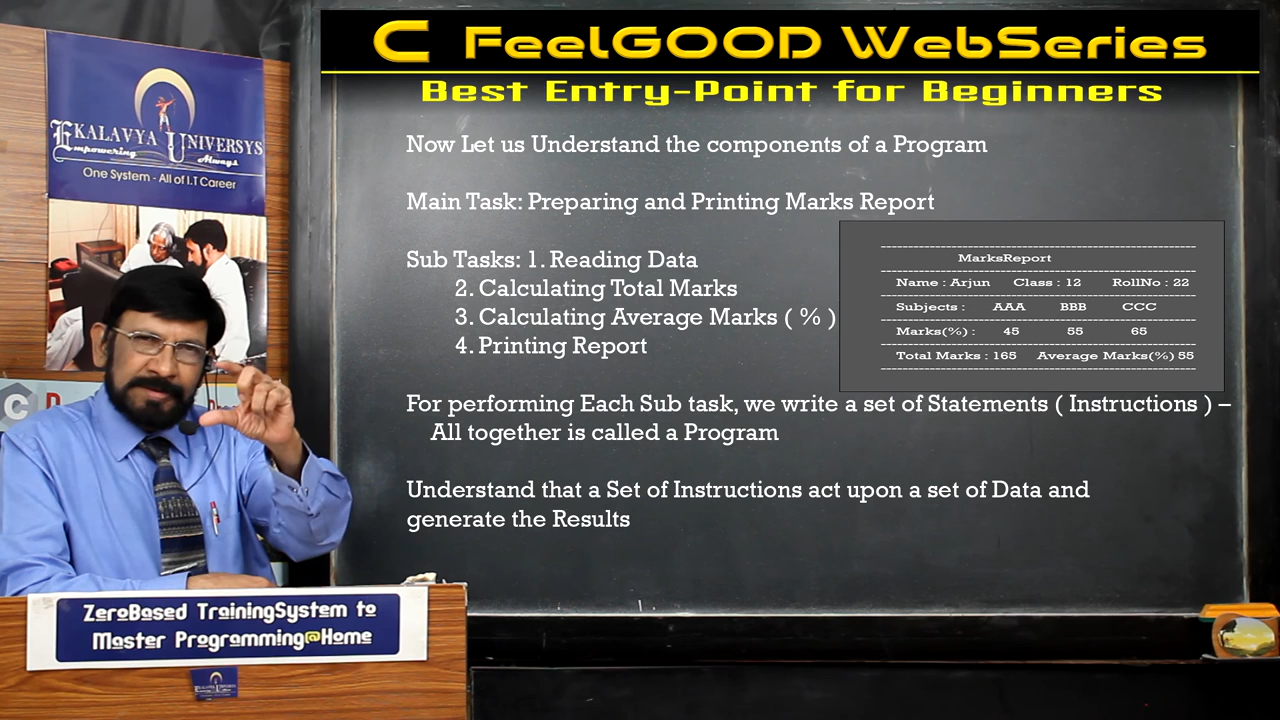 C FeelGOOD WebSeries
Best Entry-Point for Beginners
EKALAVYA UNIVERSYS
Empowering Always
One System - All of I.T Career
Now Let us Understand the components of a Program
Main Task: Preparing and Printing Marks Report
Sub Tasks: 1. Reading Data
2. Calculating Total Marks
3. Calculating Average Marks ( % )
4. Printing Report
MarksReport
Name : Arjun Class : 12 RollNo : 22
Subjects : AAA BBB CCC
Marks(%) : 45 55 65
Total Marks : 165 Average Marks(%) 55
For performing Each Sub task, we write a set of Statements ( Instructions ) –
All together is called a Program
Understand that a Set of Instructions act upon a set of Data and
generate the Results
C
ZeroBased TrainingSystem to
Master Programming@Home